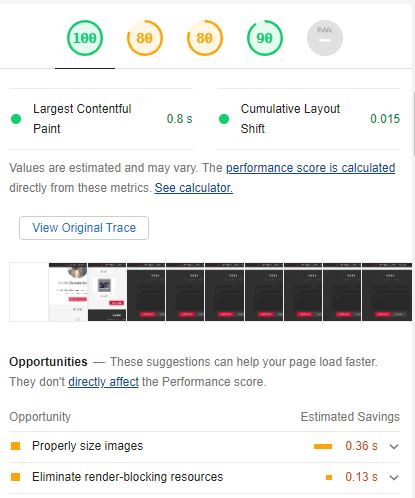 100 80 80 90 PWA
Largest Contentful Paint 0.8 s
Cumulative Layout Shift 0.015
Values are estimated and may vary. The performance score is calculated
directly from these metrics. See calculator.
View Original Trace
Opportunities — These suggestions can help your page load faster.
They don't directly affect the Performance score.
Opportunity Estimated Savings
Properly size images 0.36 s
Eliminate render-blocking resources 0.13 s